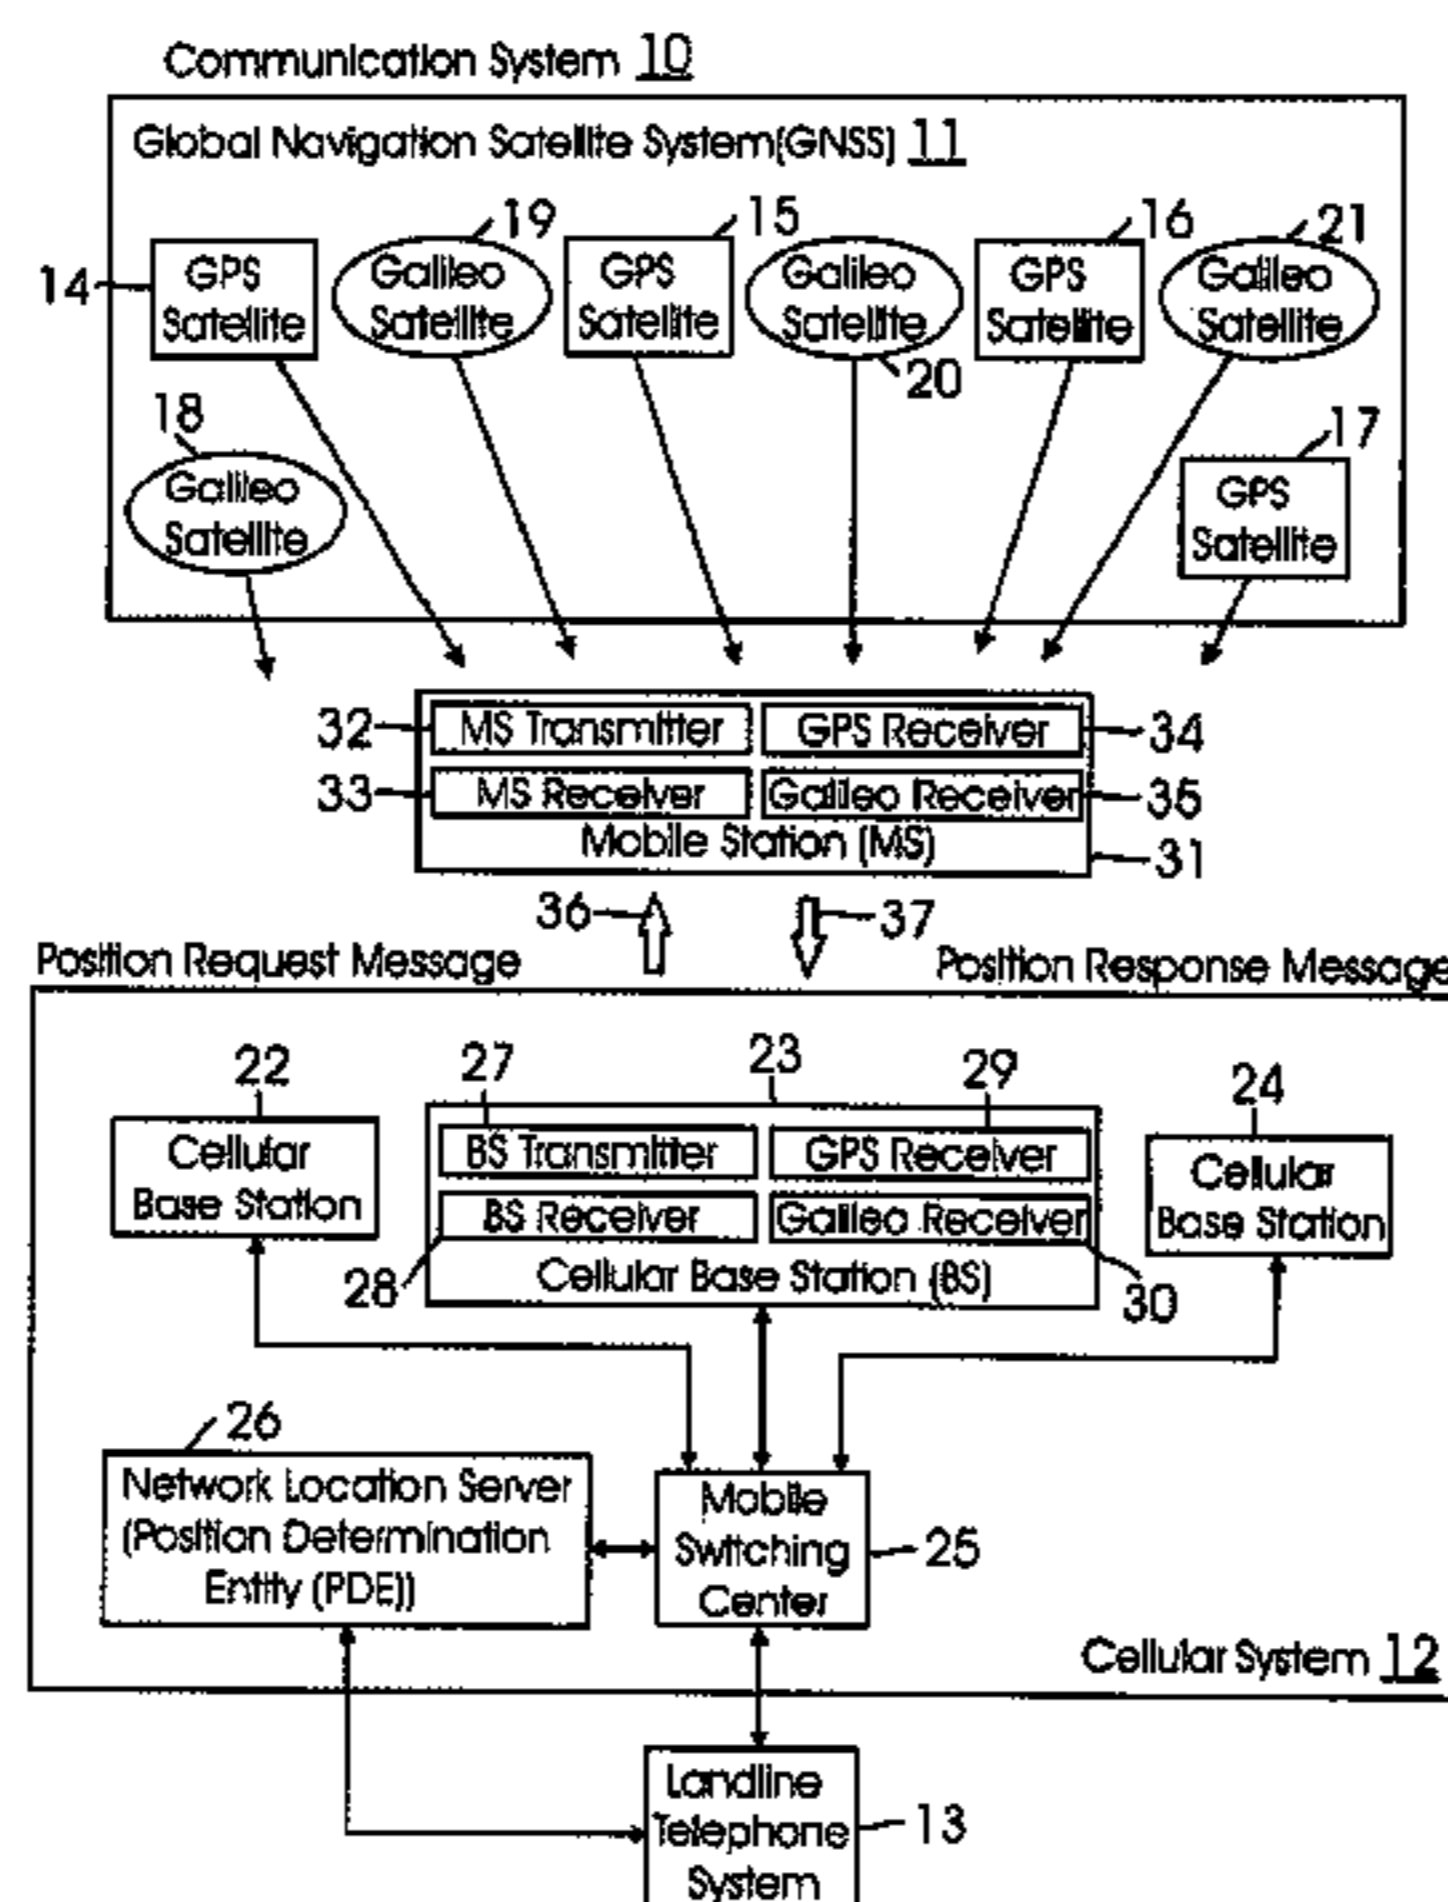 Communication System 10
Global Navigation Satellite System(GNSS) 11
14
GPS
Satellite
19
Galileo
Satellite
15
GPS
Satellite
Galileo
Satellite
20
16
GPS
Satellite
21
Galileo
Satellite
18
Galileo
Satellite
17
GPS
Satellite
32 MS Transmitter GPS Receiver 34
33 MS Receiver Galileo Receiver 35
Mobile Station (MS)
31
36 37
Position Request Message Position Response Message
22
Cellular
Base Station
27 23 29
BS Transmitter GPS Receiver
BS Receiver Galileo Receiver
28 Cellular Base Station (BS) 30
24
Cellular
Base Station
26
Network Location Server
(Position Determination
Entity (PDE))
Mobile
Switching
Center
25
Cellular System 12
Landline
Telephone
System
13